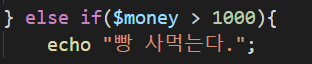 } else if($money > 1000){
    echo "빵 사먹는다.";